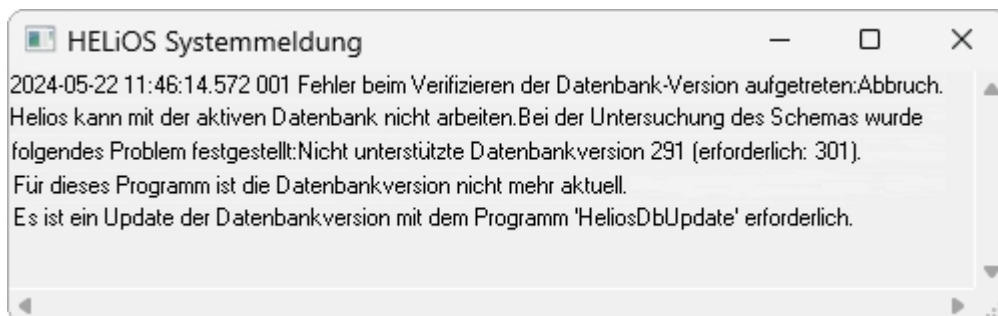 HELiOS Systemmeldung
2024-05-22 11:46:14.572 001 Fehler beim Verifizieren der Datenbank-Version aufgetreten:Abbruch.
Helios kann mit der aktiven Datenbank nicht arbeiten.Bei der Untersuchung des Schemas wurde
folgendes Problem festgestellt:Nicht unterstützte Datenbankversion 291 (erforderlich: 301).
Für dieses Programm ist die Datenbankversion nicht mehr aktuell.
Es ist ein Update der Datenbankversion mit dem Programm 'HeliosDbUpdate' erforderlich.